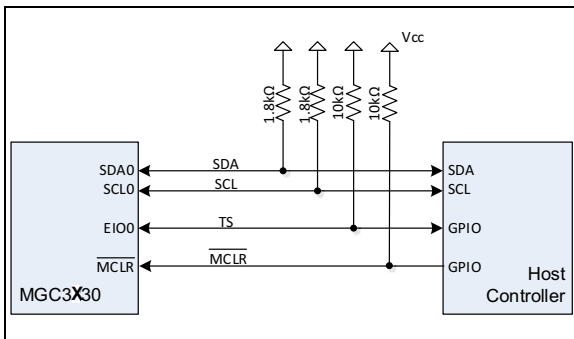 Vcc
1.8kΩ
1.8kΩ
10kΩ
10kΩ
SDA0
SDA
SDA
SCL0
SCL
SCL
EIO0
TS
GPIO
MCLR
MCLR
GPIO
MGC3X30
Host
Controller